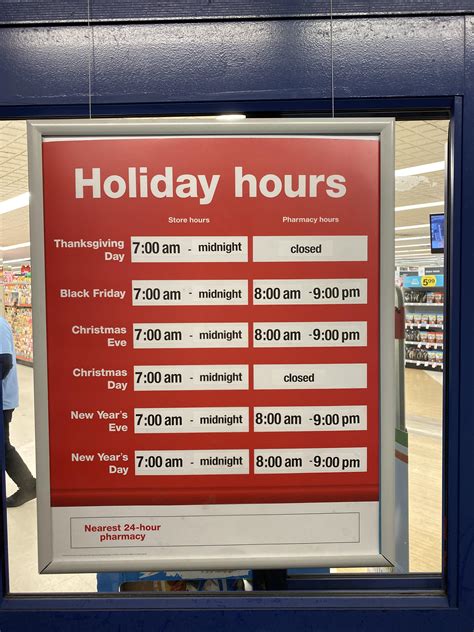 Holiday hours
Store hours Pharmacy hours
Thanksgiving Day 7:00 am - midnight closed
Black Friday 7:00 am - midnight 8:00 am -9:00 pm
Christmas Eve 7:00 am - midnight 8:00 am -9:00 pm
Christmas Day 7:00 am - midnight closed
New Year's Eve 7:00 am - midnight 8:00 am -9:00 pm
New Year's Day 7:00 am - midnight 8:00 am -9:00 pm
Nearest 24-hour
pharmacy
5.99